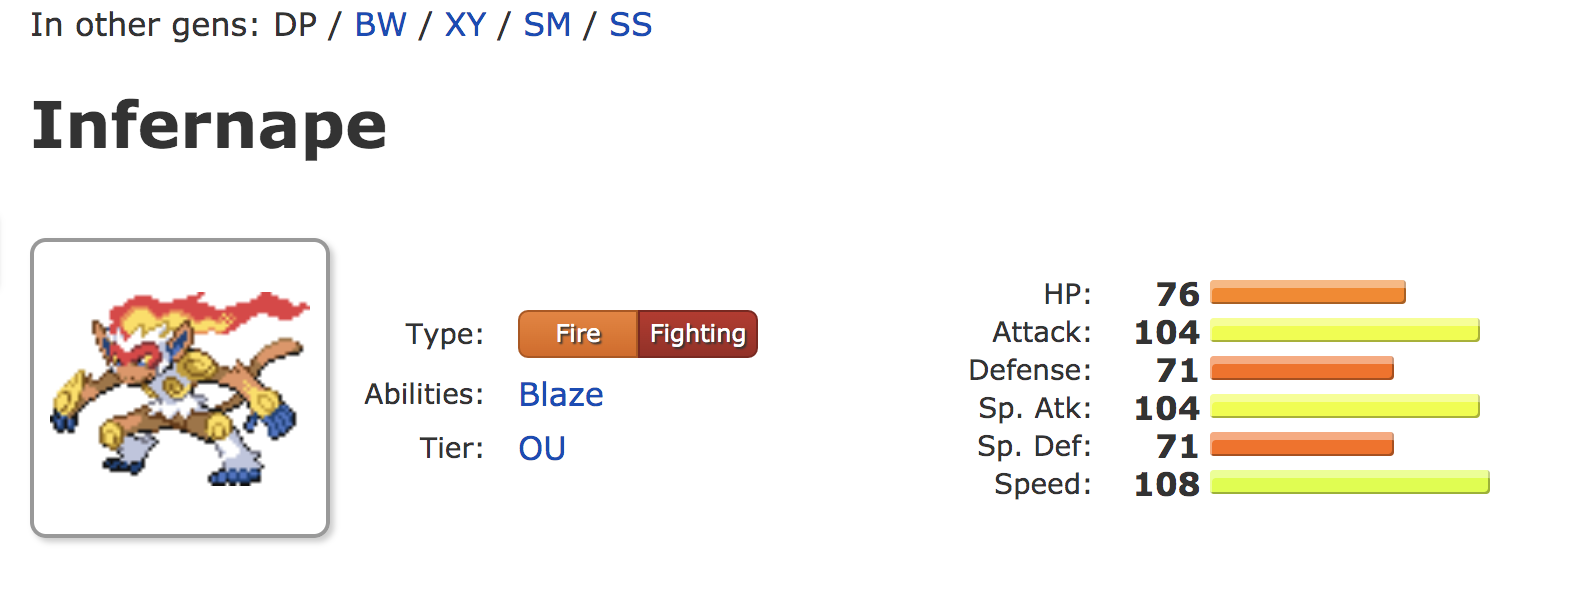 In other gens: DP / BW / XY / SM / SS
Infernape
Type: Fire Fighting
Abilities: Blaze
Tier: OU
HP: 76
Attack: 104
Defense: 71
Sp. Atk: 104
Sp. Def: 71
Speed: 108